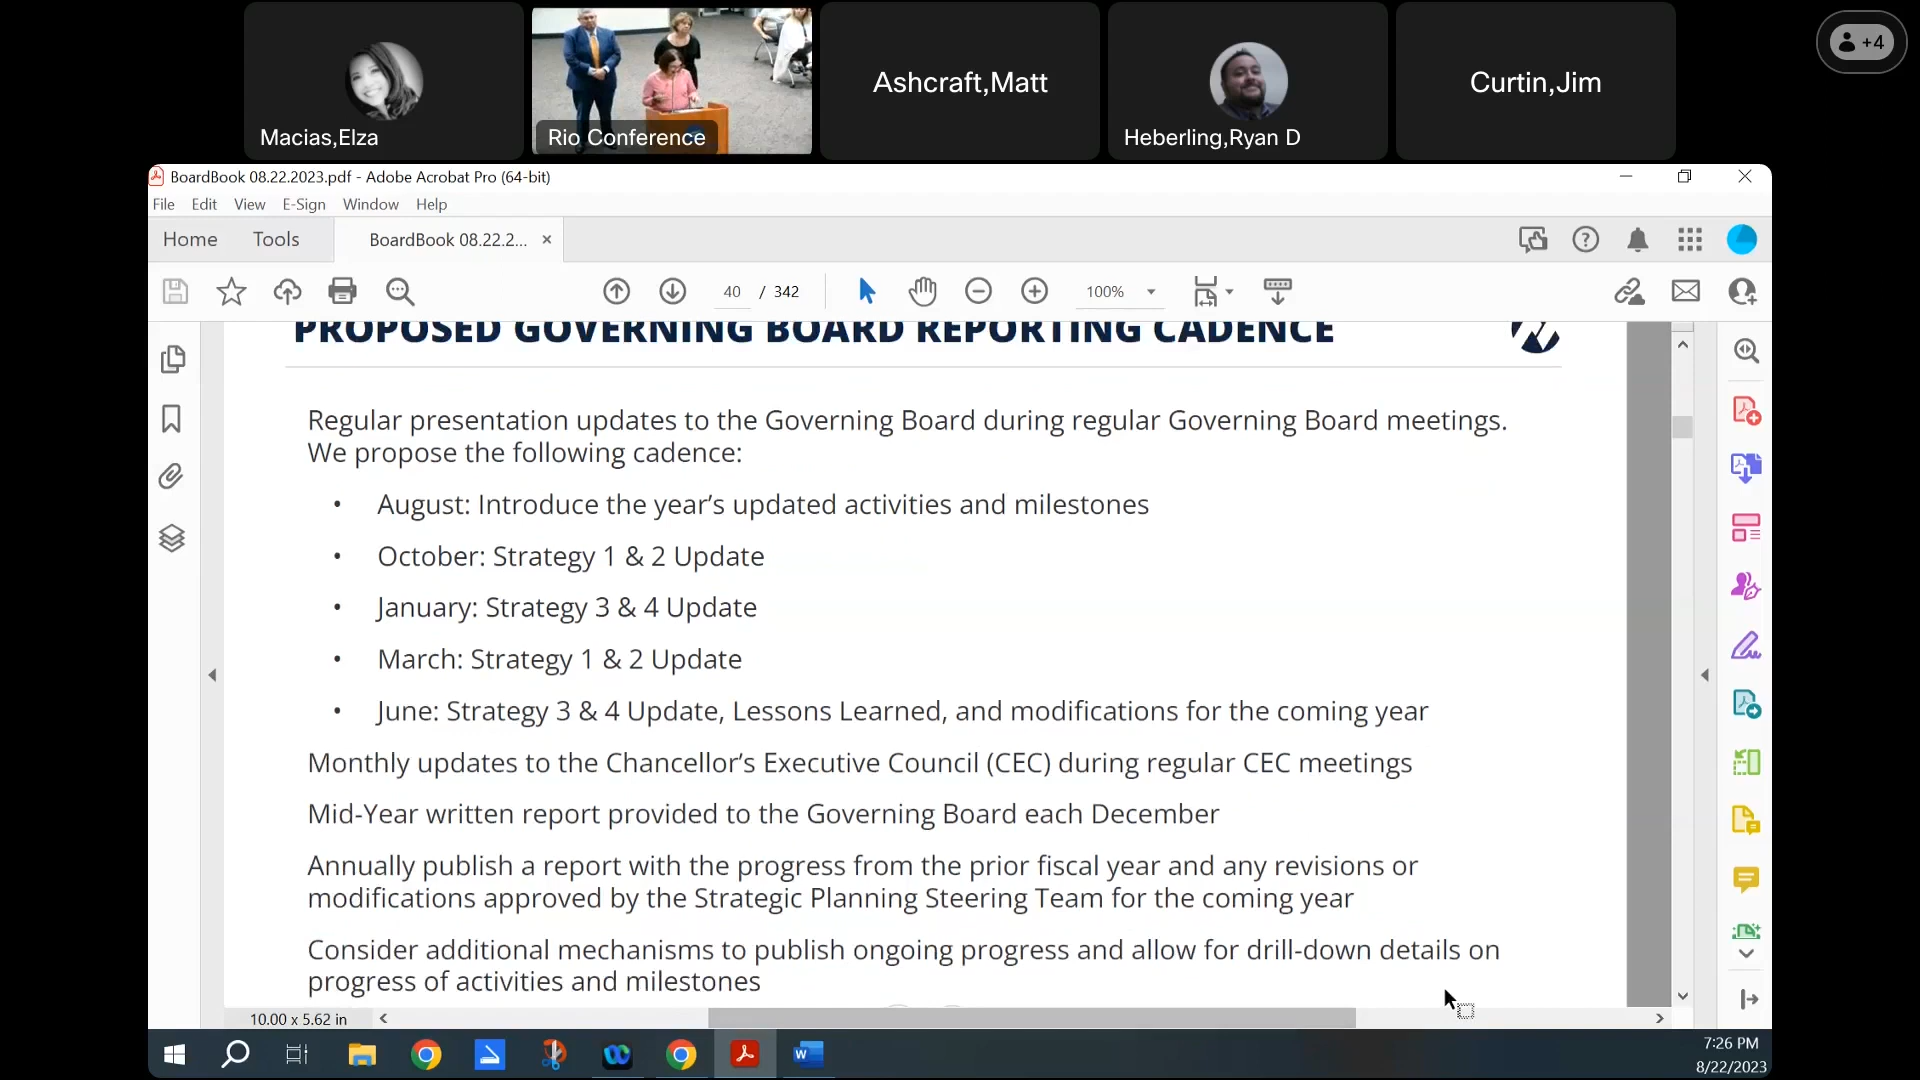 +4
Macias,Elza
Rio Conference
Ashcraft,Matt
Heberling,Ryan D
Curtin,Jim
BoardBook 08.22.2023.pdf - Adobe Acrobat Pro (64-bit)
File Edit View E-Sign Window Help
Home Tools BoardBook 08.22.2...
40 / 342 100%
PROPOSED GOVERNING BOARD REPORTING CADENCE
Regular presentation updates to the Governing Board during regular Governing Board meetings.
We propose the following cadence:
• August: Introduce the year's updated activities and milestones
• October: Strategy 1 & 2 Update
• January: Strategy 3 & 4 Update
• March: Strategy 1 & 2 Update
• June: Strategy 3 & 4 Update, Lessons Learned, and modifications for the coming year
Monthly updates to the Chancellor's Executive Council (CEC) during regular CEC meetings
Mid-Year written report provided to the Governing Board each December
Annually publish a report with the progress from the prior fiscal year and any revisions or
modifications approved by the Strategic Planning Steering Team for the coming year
Consider additional mechanisms to publish ongoing progress and allow for drill-down details on
progress of activities and milestones
10.00 x 5.62 in
7:26 PM
8/22/2023